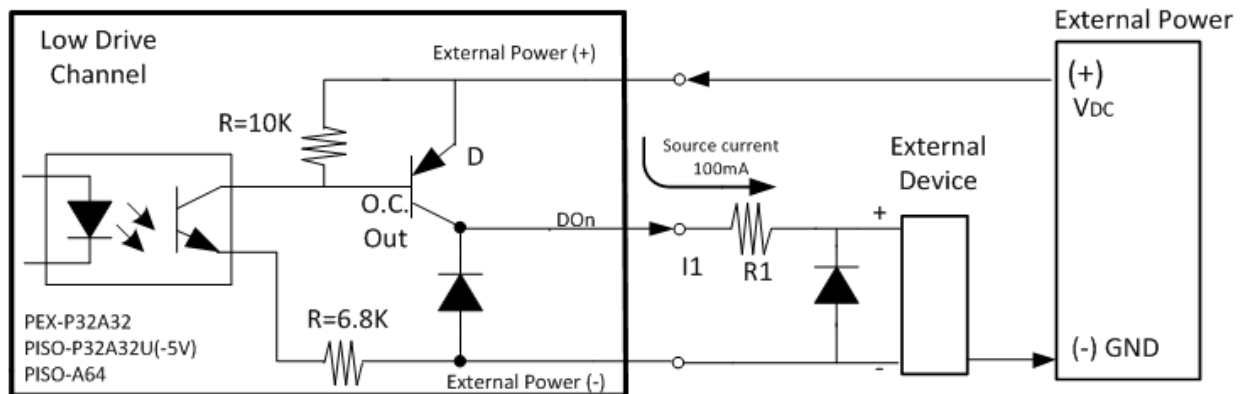 Low Drive
Channel
External Power (+)
R=10K
D
O.C.
Out
DOn
R=6.8K
PEX-P32A32
PISO-P32A32U(-5V)
PISO-A64
External Power (-)
Source current
100mA
I1
R1
+
-
External
Device
External Power
(+)
VDC
(-) GND